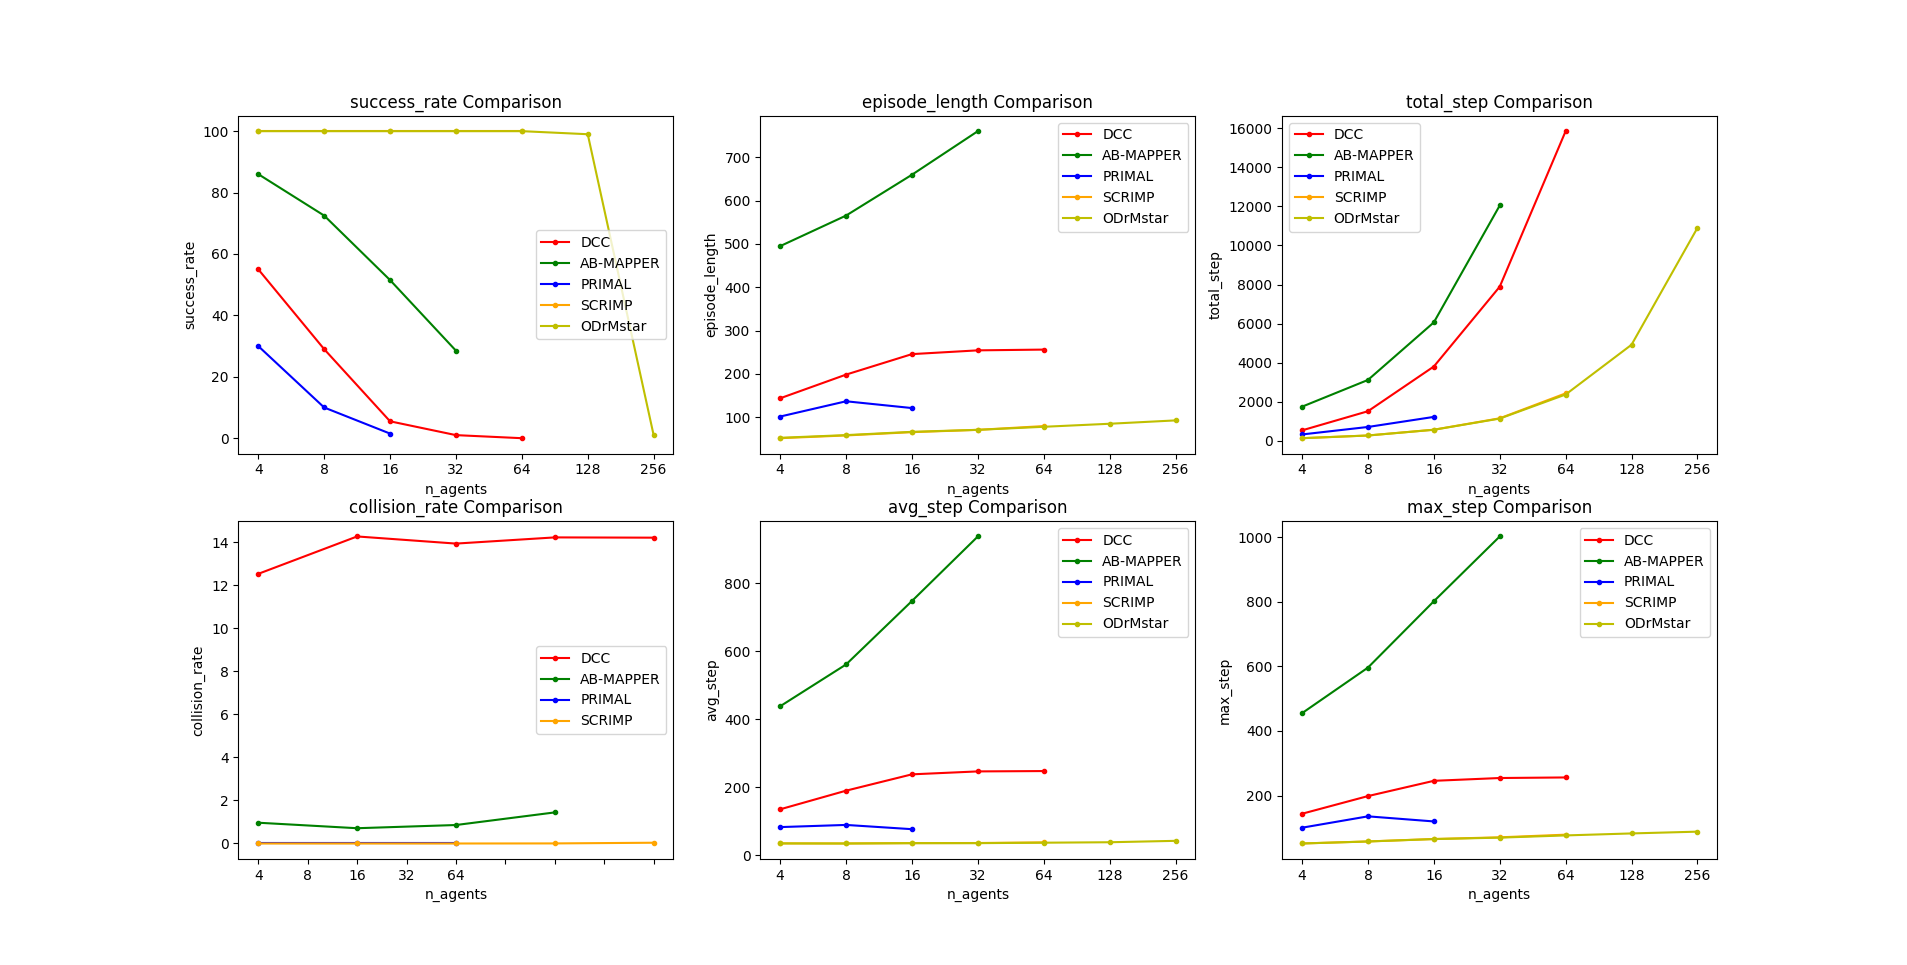 success_rate Comparison
success_rate
100
80
60
40
20
0
4 8 16 32 64 128 256
n_agents
DCC
AB-MAPPER
PRIMAL
SCRIMP
ODrMstar
episode_length Comparison
episode_length
700
600
500
400
300
200
100
4 8 16 32 64 128 256
n_agents
DCC
AB-MAPPER
PRIMAL
SCRIMP
ODrMstar
total_step Comparison
total_step
16000
14000
12000
10000
8000
6000
4000
2000
0
4 8 16 32 64 128 256
n_agents
DCC
AB-MAPPER
PRIMAL
SCRIMP
ODrMstar
collision_rate Comparison
collision_rate
14
12
10
8
6
4
2
0
4 8 16 32 64
n_agents
DCC
AB-MAPPER
PRIMAL
SCRIMP
avg_step Comparison
avg_step
800
600
400
200
0
4 8 16 32 64 128 256
n_agents
DCC
AB-MAPPER
PRIMAL
SCRIMP
ODrMstar
max_step Comparison
max_step
1000
800
600
400
200
4 8 16 32 64 128 256
n_agents
DCC
AB-MAPPER
PRIMAL
SCRIMP
ODrMstar